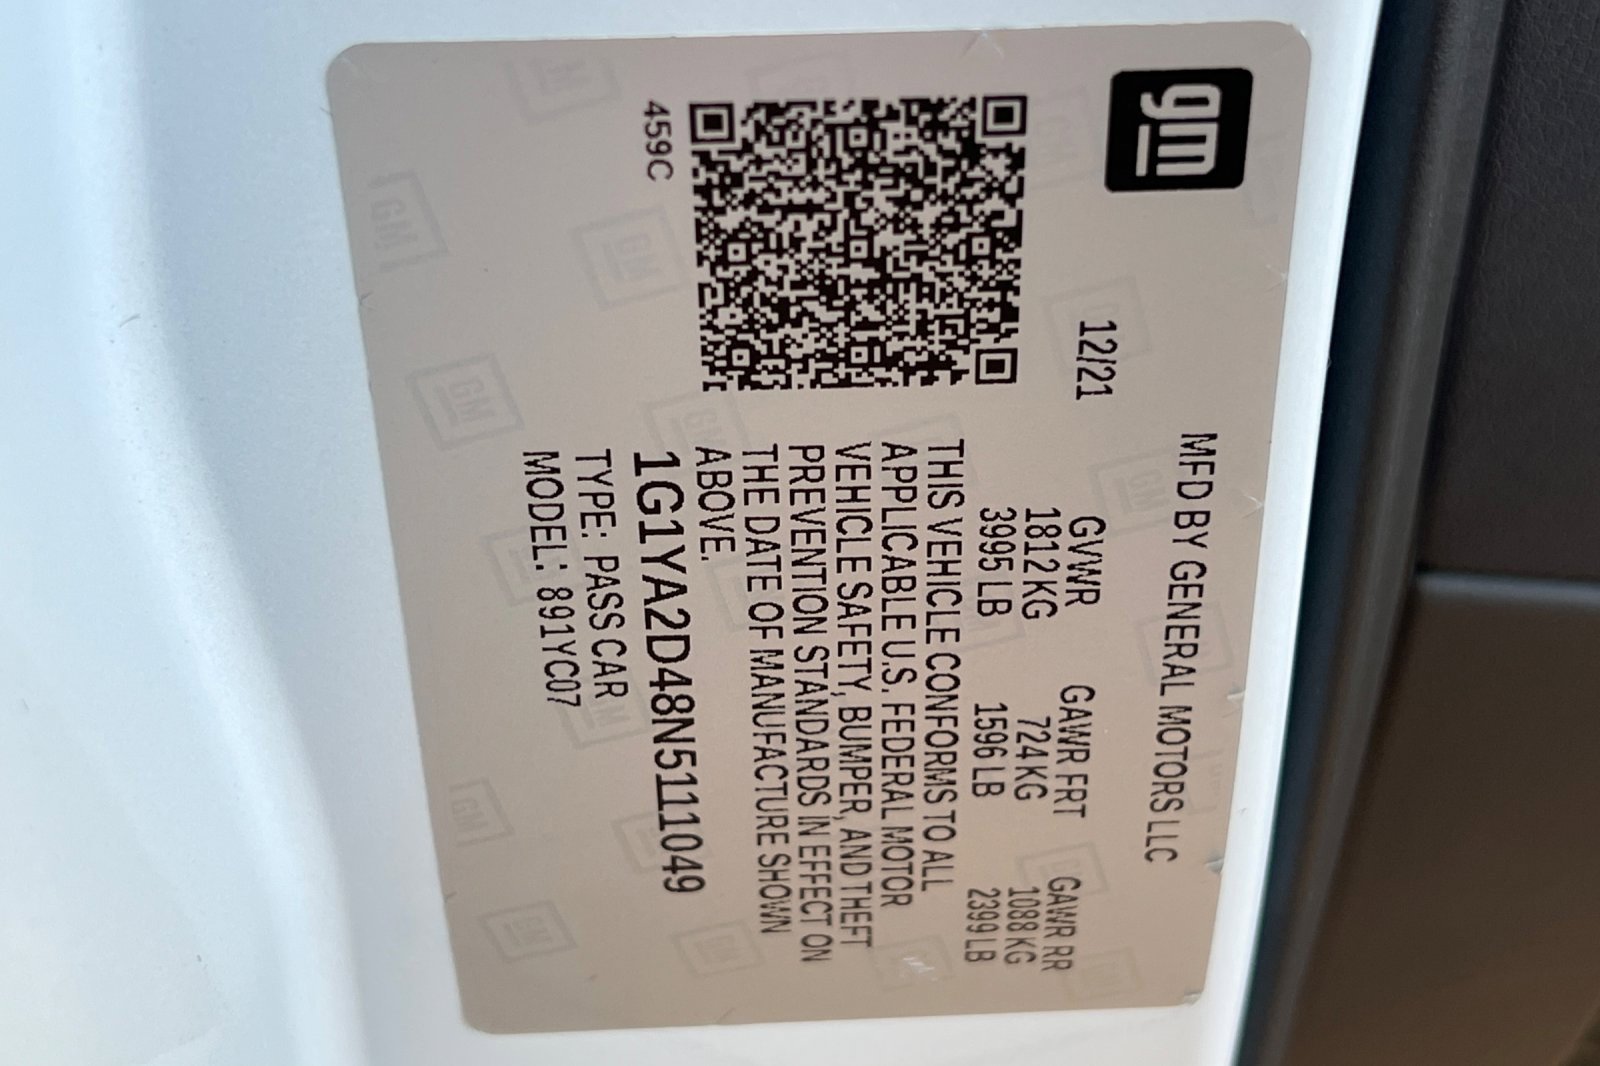 gm
MFD BY GENERAL MOTORS LLC
12/21
GVWR GAWR FRT GAWR RR
1812 KG 724 KG 1088 KG
3995 LB 1596 LB 2399 LB
THIS VEHICLE CONFORMS TO ALL
APPLICABLE U.S. FEDERAL MOTOR
VEHICLE SAFETY, BUMPER, AND THEFT
PREVENTION STANDARDS IN EFFECT ON
THE DATE OF MANUFACTURE SHOWN
ABOVE.
1G1YA2D48N5111049
TYPE: PASS CAR
MODEL: 891YC07
459C